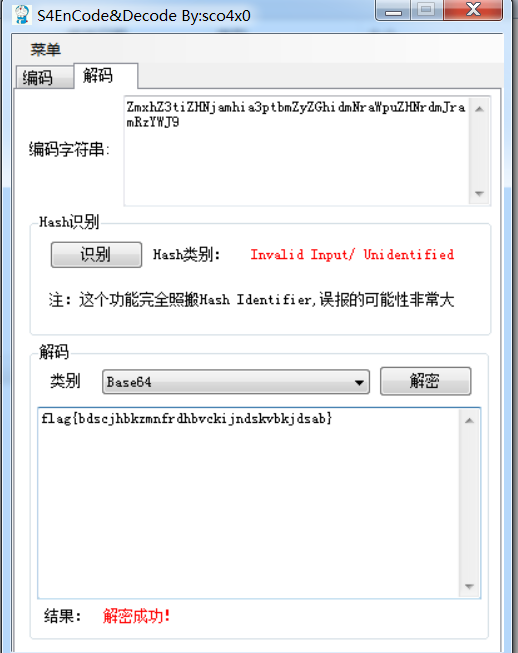 S4EnCode&Decode By:sco4x0
菜单
编码 解码
编码字符串:
ZmxhZ3tiZHNjamhia3ptbmZyZGhidmNraWpuZHNrdmJra
mRzYWJ9
Hash识别
识别 Hash类别: Invalid Input/ Unidentified
注: 这个功能完全照搬Hash Identifier,误报的可能性非常大
解码
类别 Base64 解密
flag{bdscjhbkzmnfrdhbvckijndskvbkjdsab}
结果: 解密成功!